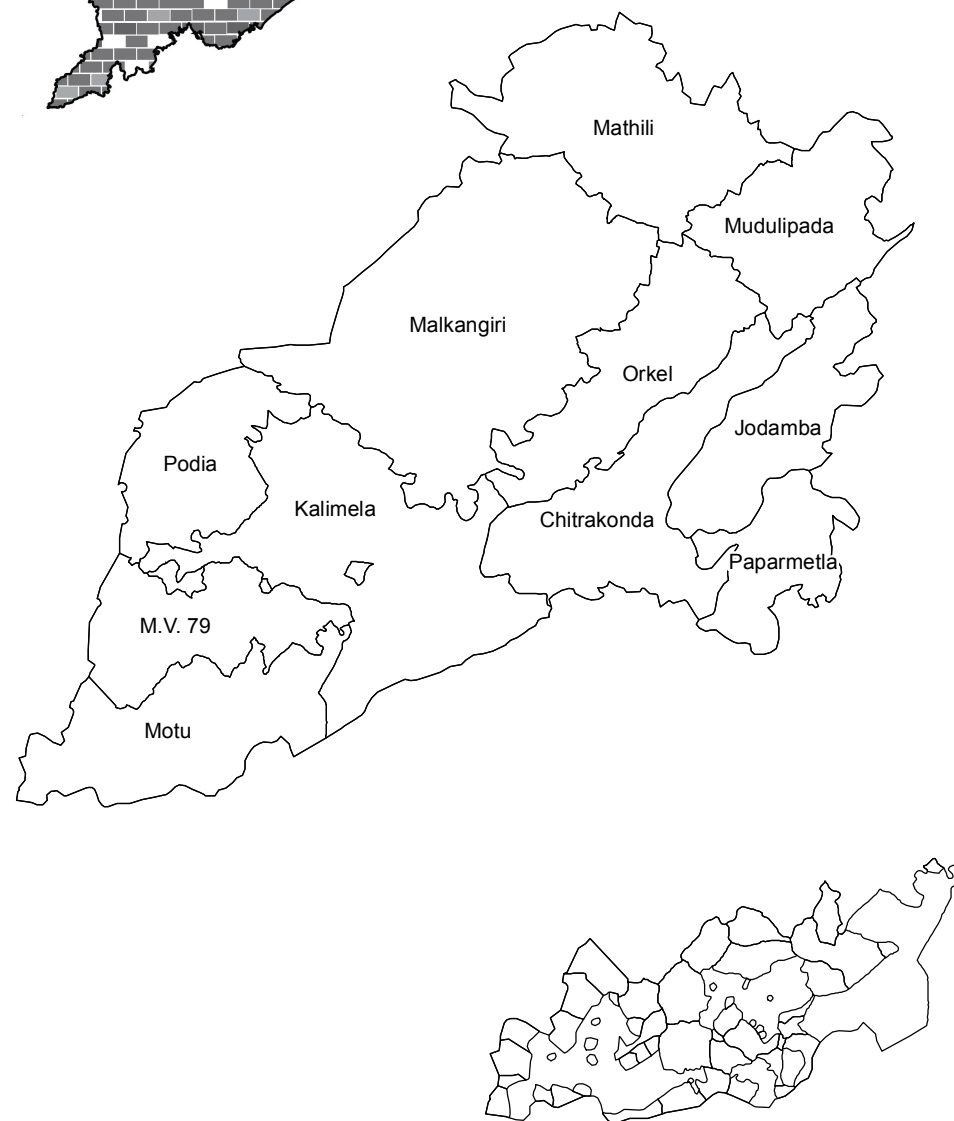 Mathili
Mudulipada
Malkangiri
Orkel
Jodamba
Podia
Kalimela
Chitrakonda
Paparmetla
M.V. 79
Motu